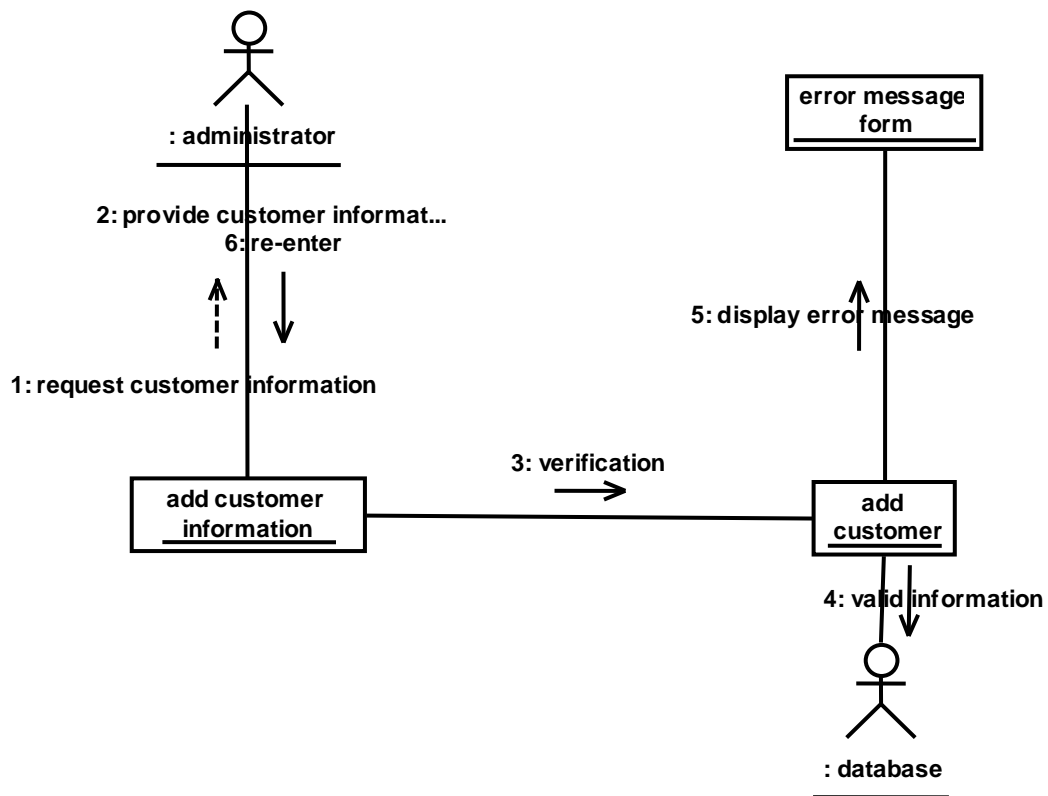 : administrator
error message
form
2: provide customer informat...
6: re-enter
5: display error message
1: request customer information
3: verification
add customer
information
add
customer
4: valid information
: database